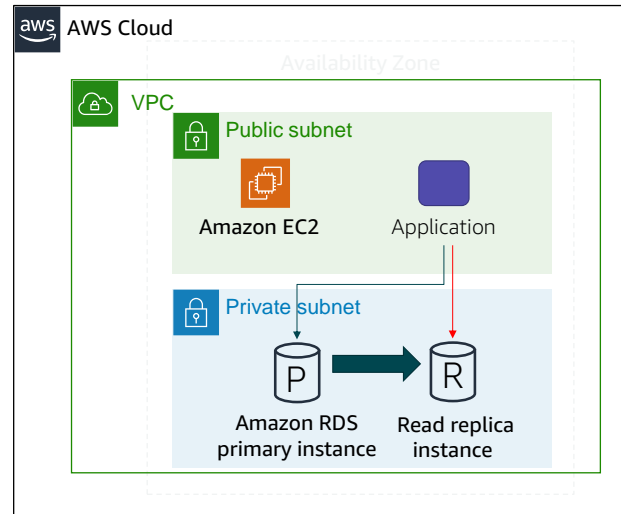 aws
AWS Cloud
Availability Zone
VPC
Public subnet
Amazon EC2
Application
Private subnet
P
R
Amazon RDS
primary instance
Read replica
instance